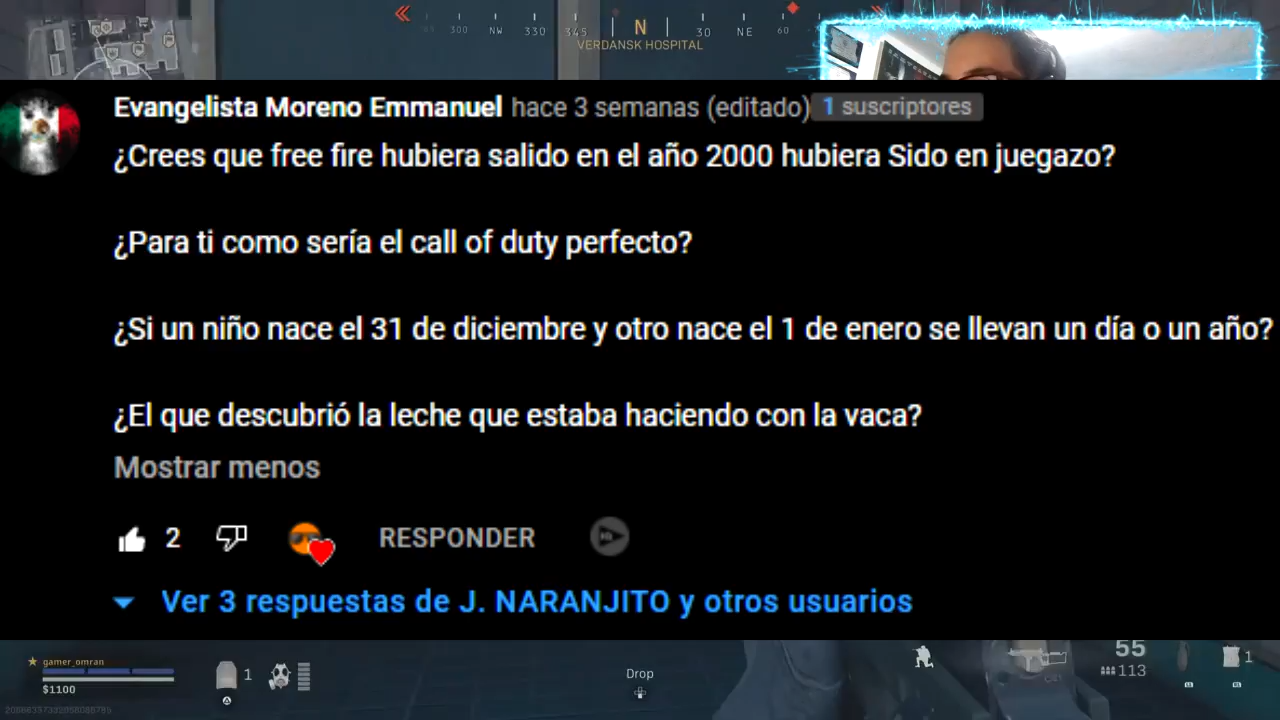 300 NW 330 345 N 30 NE 60
VERDANSK HOSPITAL
Evangelista Moreno Emmanuel hace 3 semanas (editado) 1 suscriptores
¿Crees que free fire hubiera salido en el año 2000 hubiera Sido en juegazo?
¿Para ti como sería el call of duty perfecto?
¿Si un niño nace el 31 de diciembre y otro nace el 1 de enero se llevan un día o un año?
¿El que descubrió la leche que estaba haciendo con la vaca?
Mostrar menos
2 RESPONDER
Ver 3 respuestas de J. NARANJITO y otros usuarios
gamer_omran
$1100
1
Drop
55
113
1